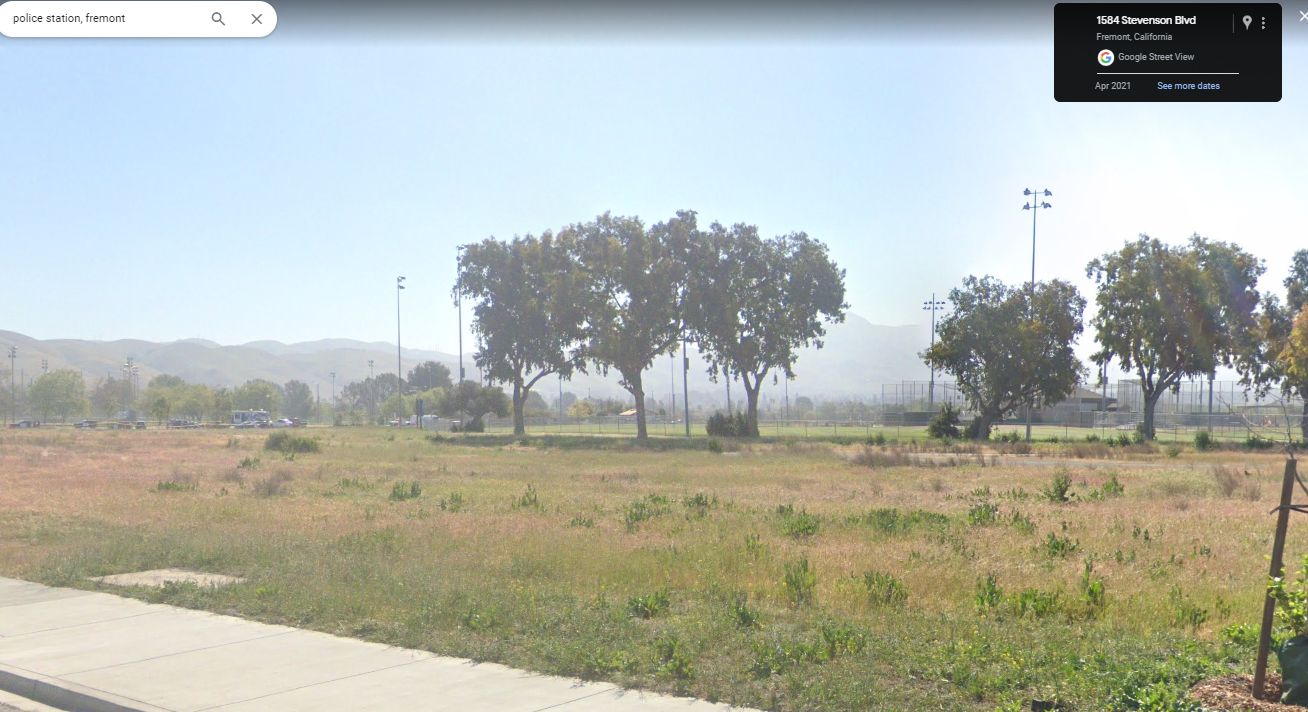 police station, fremont
1584 Stevenson Blvd
Fremont, California
Google Street View
Apr 2021
See more dates